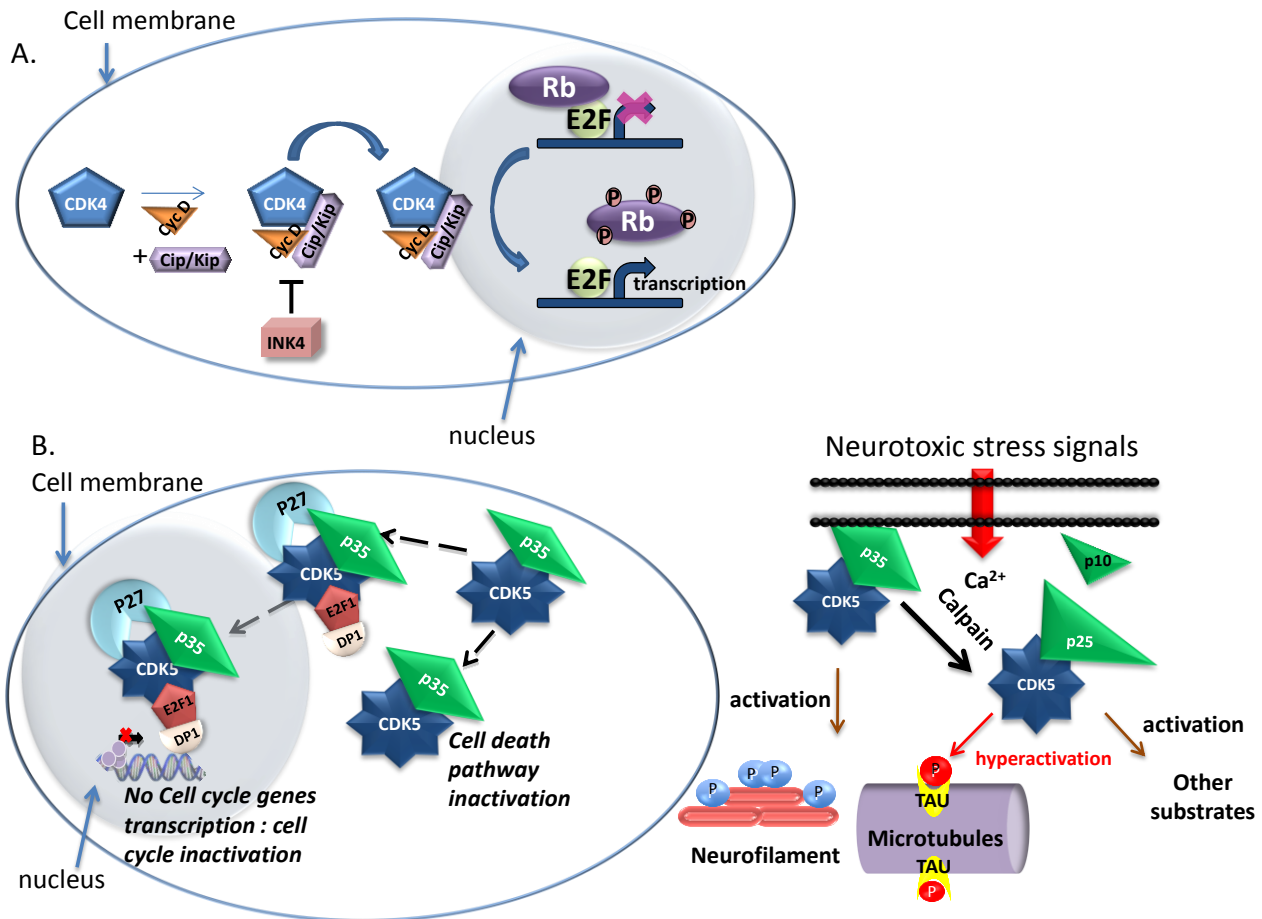 Cell membrane
A.
Rb
E2F
CDK4
Cyc D
+ Cip/Kip
CDK4
Cyc D
Cip/Kip
CDK4
Cyc D
Cip/Kip
INK4
P
P
P
P
Rb
E2F
transcription
nucleus
B.
Cell membrane
P27
p35
CDK5
E2F1
DP1
p35
CDK5
P27
p35
CDK5
E2F1
DP1
p35
CDK5
Cell death
pathway
inactivation
No Cell cycle genes
transcription : cell
cycle inactivation
nucleus
Neurotoxic stress signals
p35
CDK5
Ca²⁺
Calpain
p10
p25
CDK5
activation
activation
hyperactivation
Other
substrates
P
P
P
P
Neurofilament
P
TAU
Microtubules
TAU
P